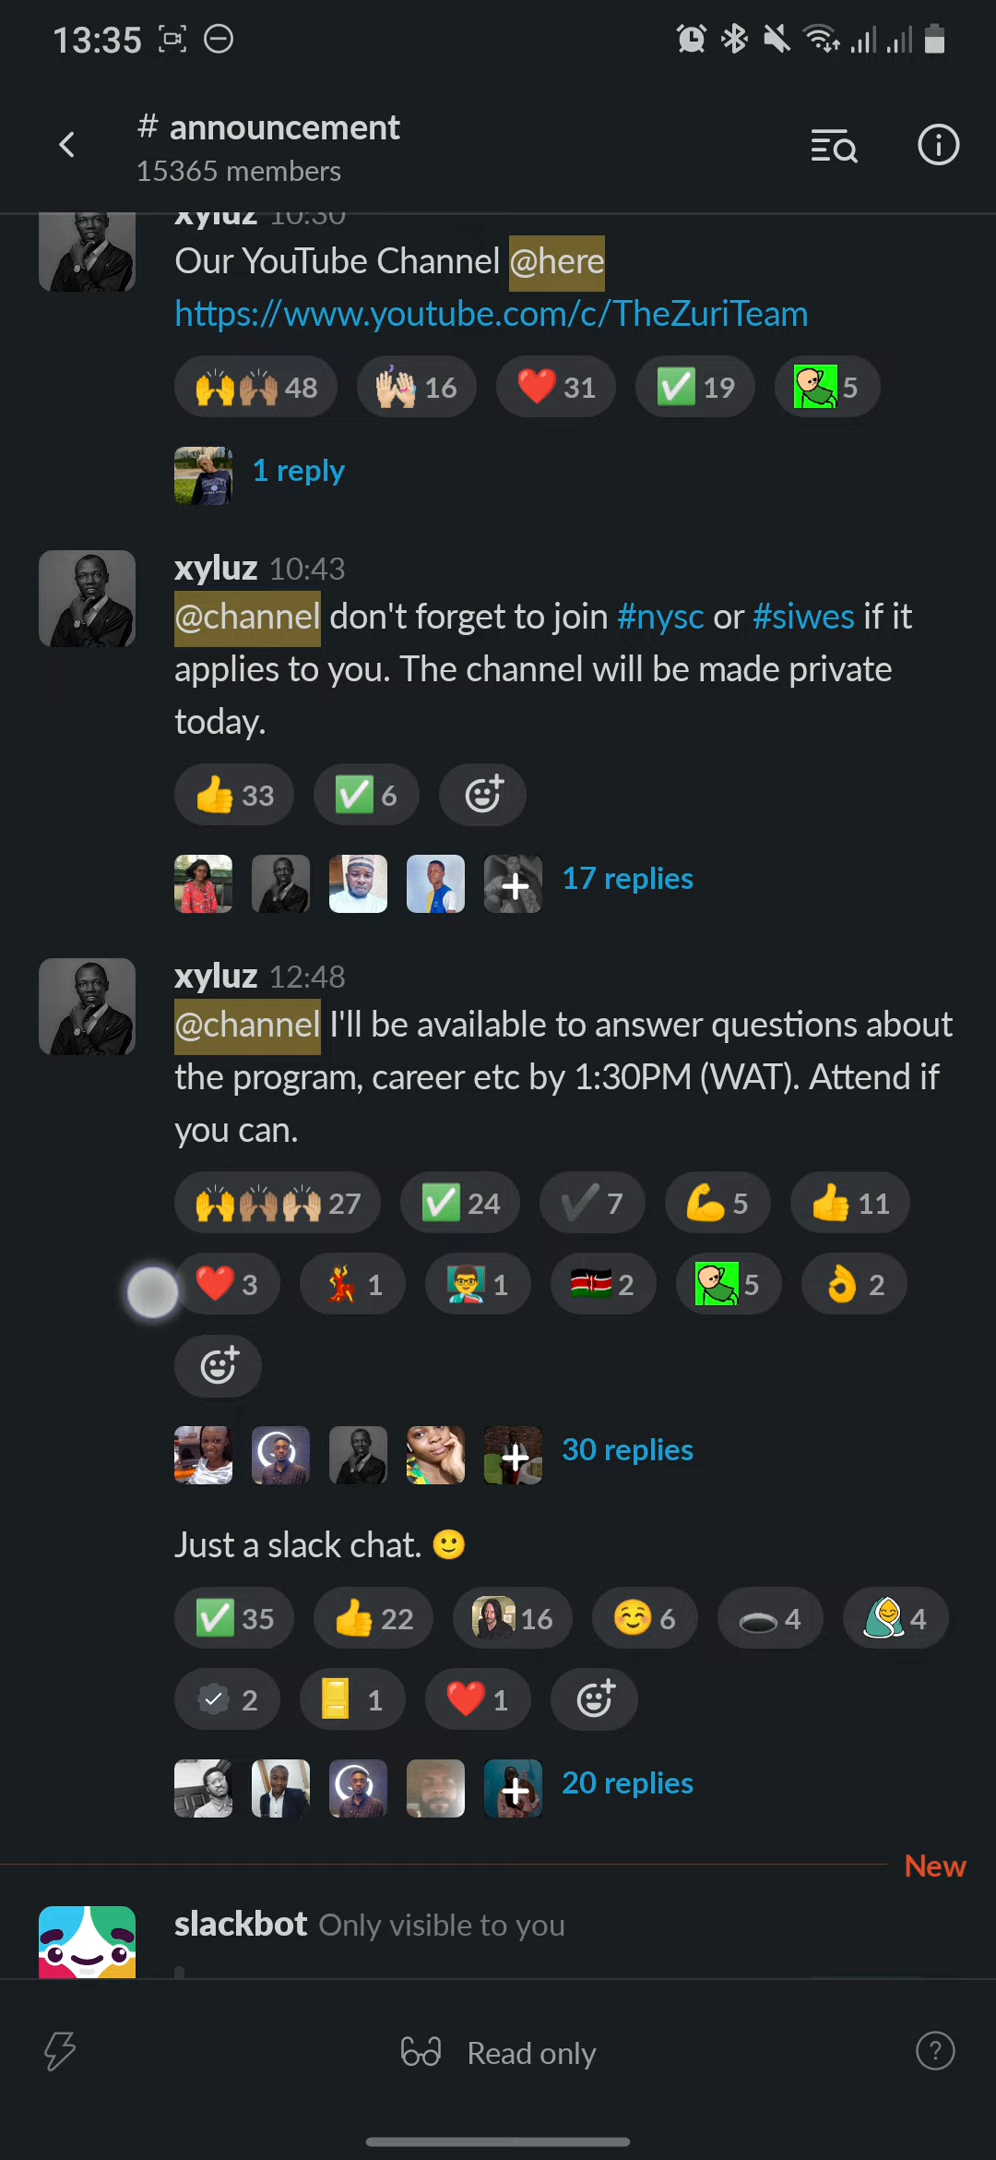 13:35
# announcement
15365 members
xyluz 10:30
Our YouTube Channel @here
https://www.youtube.com/c/TheZuriTeam
48 16 31 19 5
1 reply
xyluz 10:43
@channel don't forget to join #nysc or #siwes if it
applies to you. The channel will be made private
today.
33 6
17 replies
xyluz 12:48
@channel I'll be available to answer questions about
the program, career etc by 1:30PM (WAT). Attend if
you can.
27 24 7 5 11
3 1 1 2 5 2
30 replies
Just a slack chat. 🙂
35 22 16 6 4 4
2 1 1
20 replies
New
slackbot Only visible to you
Read only